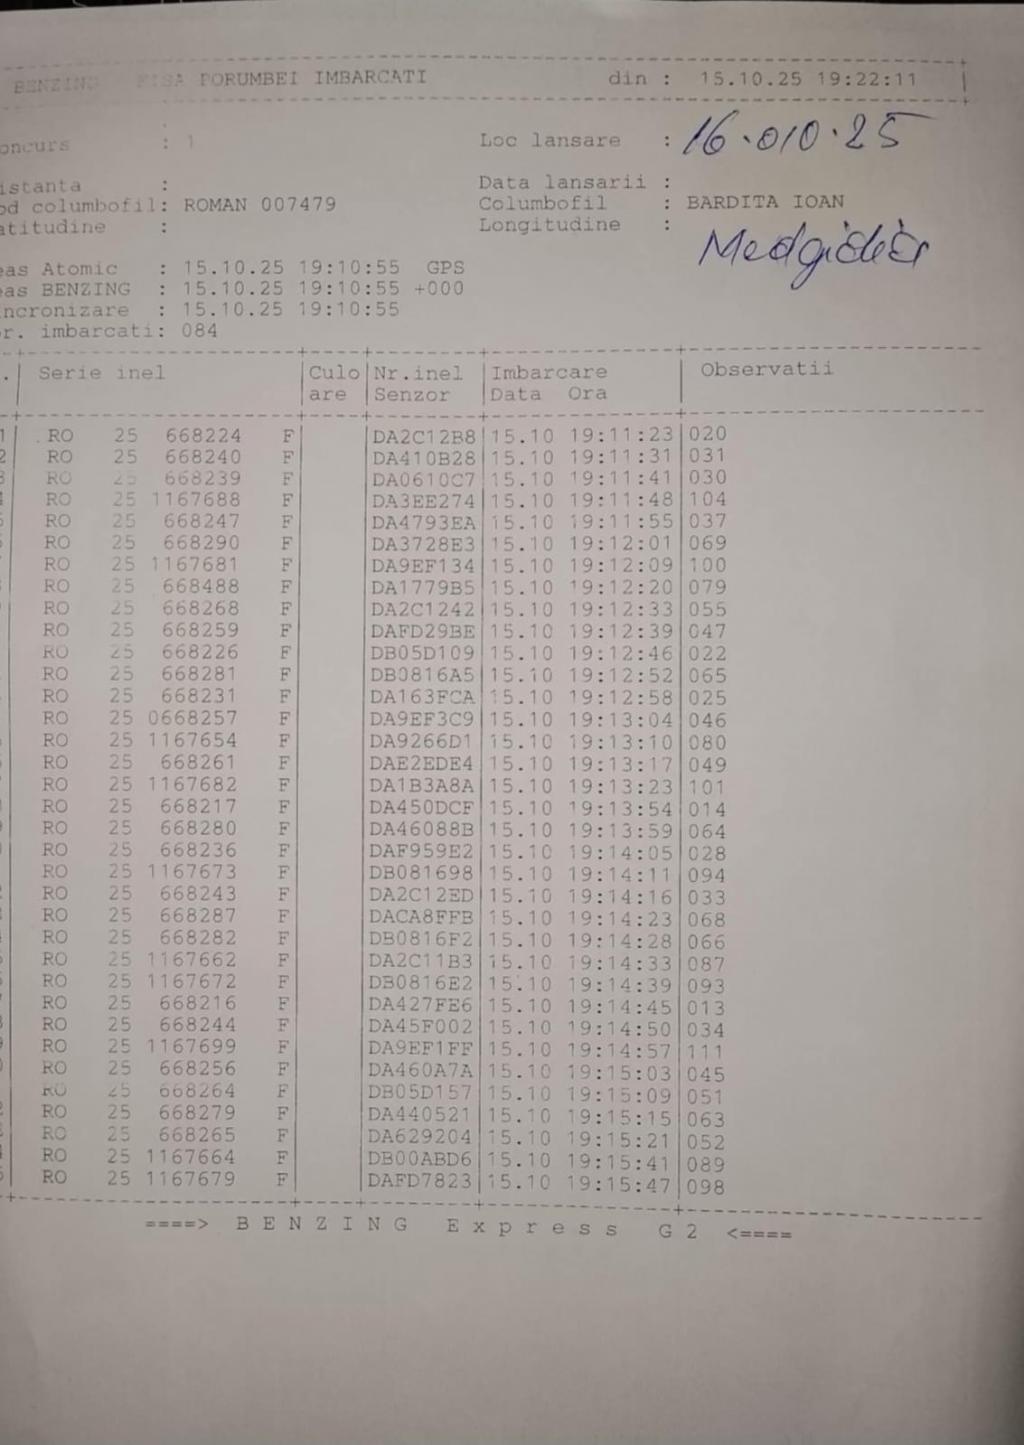 BENZING FISA PORUMBEI IMBARCATI din : 15.10.25 19:22:11
oncurs : 1 Loc lansare : 16.010.25
istanta : Data lansarii :
od columbofil: ROMAN 007479 Columbofil : BARDITA IOAN
atitudine : Longitudine :
Medgidia
eas Atomic : 15.10.25 19:10:55 GPS
eas BENZING : 15.10.25 19:10:55 +000
incronizare : 15.10.25 19:10:55
r. imbarcati: 084
. | Serie inel |Culo|Nr.inel |Imbarcare | Observatii
|are |Senzor |Data Ora |
1 RO 25 668224 F DA2C12B8 15.10 19:11:23 020
2 RO 25 668240 F DA410B28 15.10 19:11:31 031
3 RO 25 668239 F DA0610C7 15.10 19:11:41 030
RO 25 1167688 F DA3EE274 15.10 19:11:48 104
RO 25 668247 F DA4793EA 15.10 19:11:55 037
RO 25 668290 F DA3728E3 15.10 19:12:01 069
RO 25 1167681 F DA9EF134 15.10 19:12:09 100
RO 25 668488 F DA1779B5 15.10 19:12:20 079
RO 25 668268 F DA2C1242 15.10 19:12:33 055
RO 25 668259 F DAFD29BE 15.10 19:12:39 047
RO 25 668226 F DB05D109 15.10 19:12:46 022
RO 25 668281 F DB0816A5 15.10 19:12:52 065
RO 25 668231 F DA163FCA 15.10 19:12:58 025
RO 25 0668257 F DA9EF3C9 15.10 19:13:04 046
RO 25 1167654 F DA9266D1 15.10 19:13:10 080
RO 25 668261 F DAE2EDE4 15.10 19:13:17 049
RO 25 1167682 F DA1B3A8A 15.10 19:13:23 101
RO 25 668217 F DA450DCF 15.10 19:13:54 014
RO 25 668280 F DA46088B 15.10 19:13:59 064
RO 25 668236 F DAF959E2 15.10 19:14:05 028
RO 25 1167673 F DB081698 15.10 19:14:11 094
RO 25 668243 F DA2C12ED 15.10 19:14:16 033
RO 25 668287 F DACA8FFB 15.10 19:14:23 068
RO 25 668282 F DB0816F2 15.10 19:14:28 066
RO 25 1167662 F DA2C11B3 15.10 19:14:33 087
RO 25 1167672 F DB0816E2 15.10 19:14:39 093
RO 25 668216 F DA427FE6 15.10 19:14:45 013
RO 25 668244 F DA45F002 15.10 19:14:50 034
RO 25 1167699 F DA9EF1FF 15.10 19:14:57 111
RO 25 668256 F DA460A7A 15.10 19:15:03 045
RO 25 668264 F DB05D157 15.10 19:15:09 051
RO 25 668279 F DA440521 15.10 19:15:15 063
RO 25 668265 F DA629204 15.10 19:15:21 052
RO 25 1167664 F DB00ABD6 15.10 19:15:41 089
RO 25 1167679 F DAFD7823 15.10 19:15:47 098
====> B E N Z I N G E x p r e s s G 2 <====